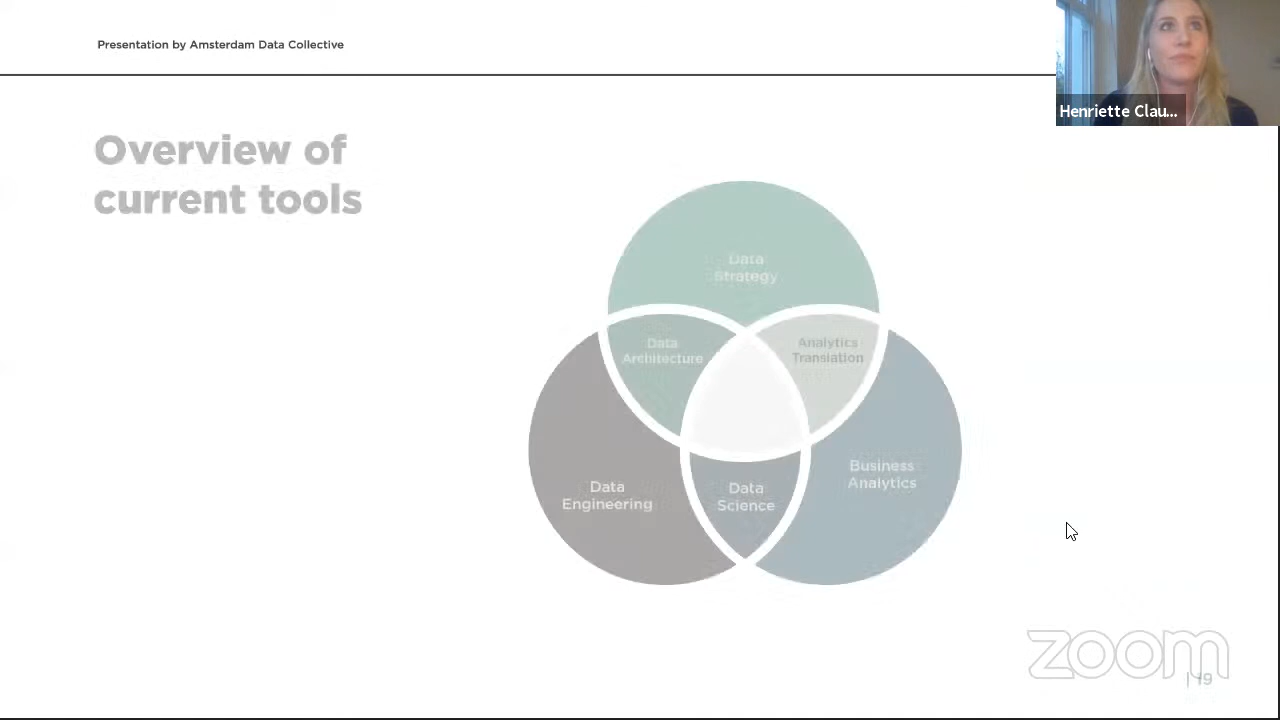 Presentation by Amsterdam Data Collective
Henriette Clau...
Overview of
current tools
Data
Strategy
Data
Architecture
Analytics
Translation
Data
Engineering
Data
Science
Business
Analytics
zoom
| 19